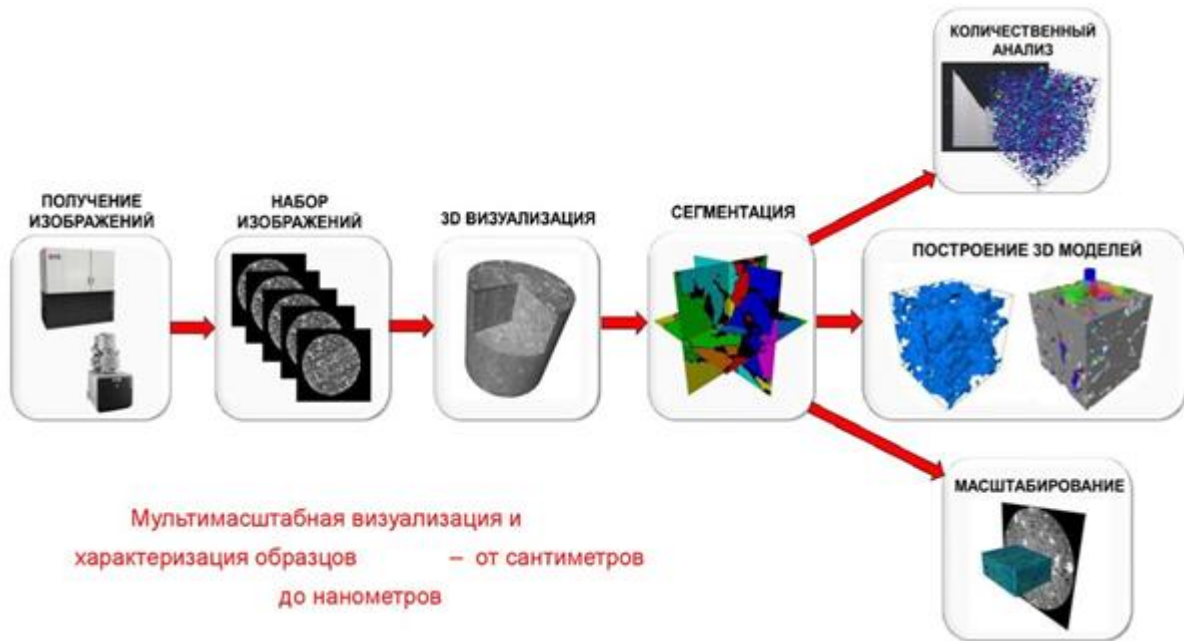 КОЛИЧЕСТВЕННЫЙ
АНАЛИЗ
ПОЛУЧЕНИЕ
ИЗОБРАЖЕНИЙ
НАБОР
ИЗОБРАЖЕНИЙ
3D ВИЗУАЛИЗАЦИЯ
СЕГМЕНТАЦИЯ
ПОСТРОЕНИЕ 3D МОДЕЛЕЙ
МАСШТАБИРОВАНИЕ
Мультимасштабная визуализация и
характеризация образцов – от сантиметров
до нанометров